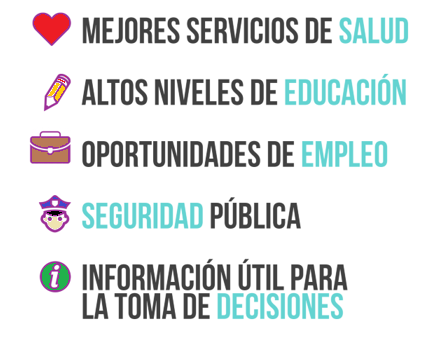 MEJORES SERVICIOS DE SALUD
ALTOS NIVELES DE EDUCACIÓN
OPORTUNIDADES DE EMPLEO
SEGURIDAD PÚBLICA
INFORMACIÓN ÚTIL PARA
LA TOMA DE DECISIONES